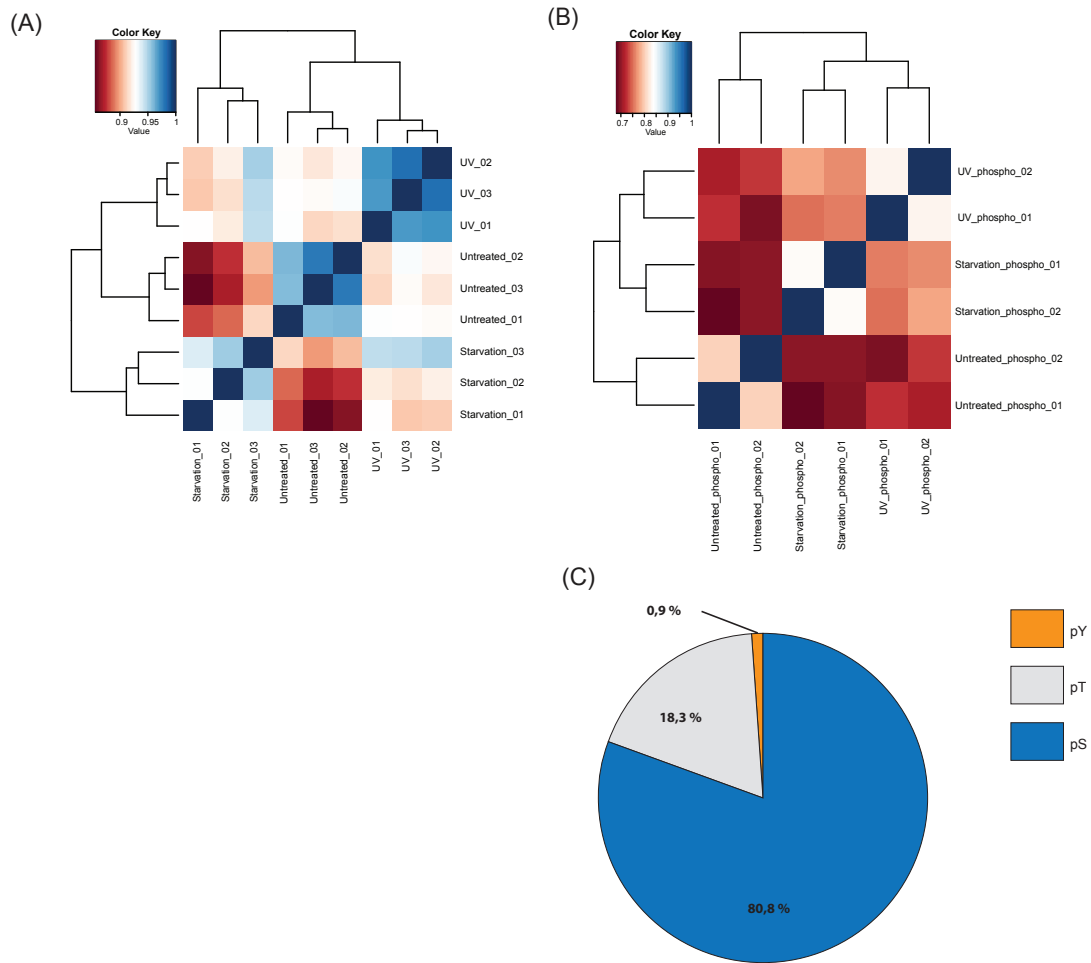 (A)
Color Key
0.9 0.95 1
Value
UV_02
UV_03
UV_01
Untreated_02
Untreated_03
Untreated_01
Starvation_03
Starvation_02
Starvation_01
Starvation_01 Starvation_02 Starvation_03 Untreated_01 Untreated_03 Untreated_02 UV_01 UV_03 UV_02
(B)
Color Key
0.7 0.8 0.9 1
Value
UV_phospho_02
UV_phospho_01
Starvation_phospho_01
Starvation_phospho_02
Untreated_phospho_02
Untreated_phospho_01
Untreated_phospho_01 Untreated_phospho_02 Starvation_phospho_02 Starvation_phospho_01 UV_phospho_01 UV_phospho_02
(C)
0,9 %
18,3 %
80,8 %
pY
pT
pS